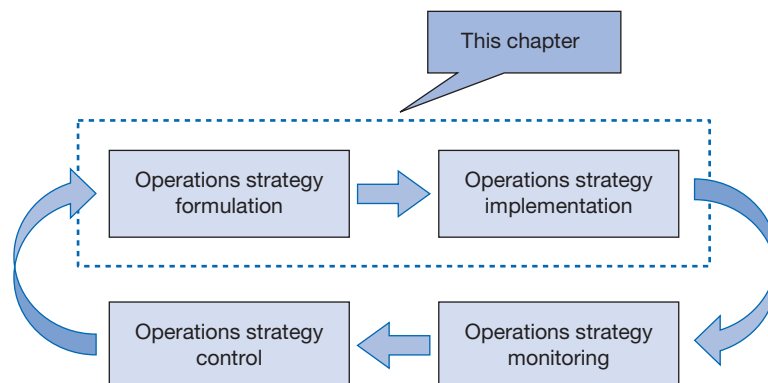 This chapter
Operations strategy
formulation
Operations strategy
implementation
Operations strategy
control
Operations strategy
monitoring